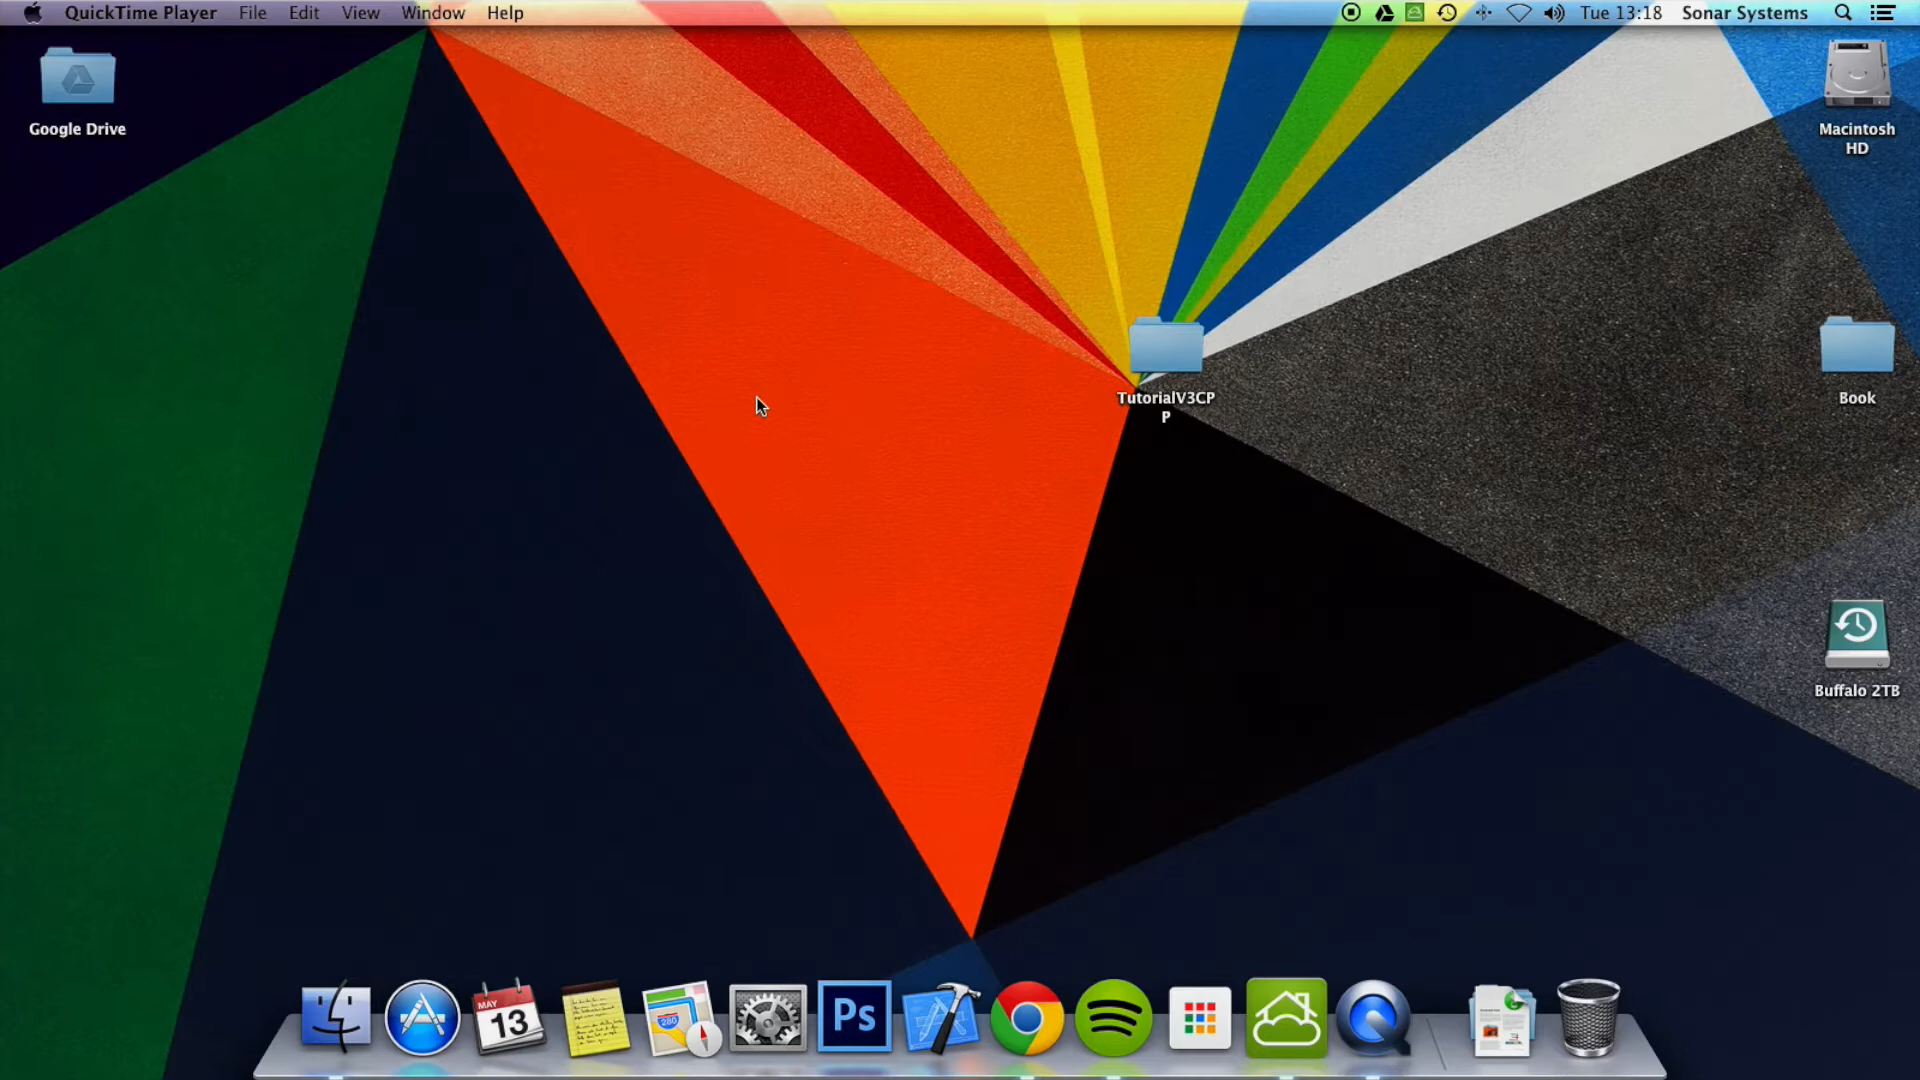 QuickTime Player File Edit View Window Help Tue 13:18 Sonar Systems
Google Drive
Macintosh
HD
TutorialV3CP
P
Book
Buffalo 2TB
MAY
13
280
Ps